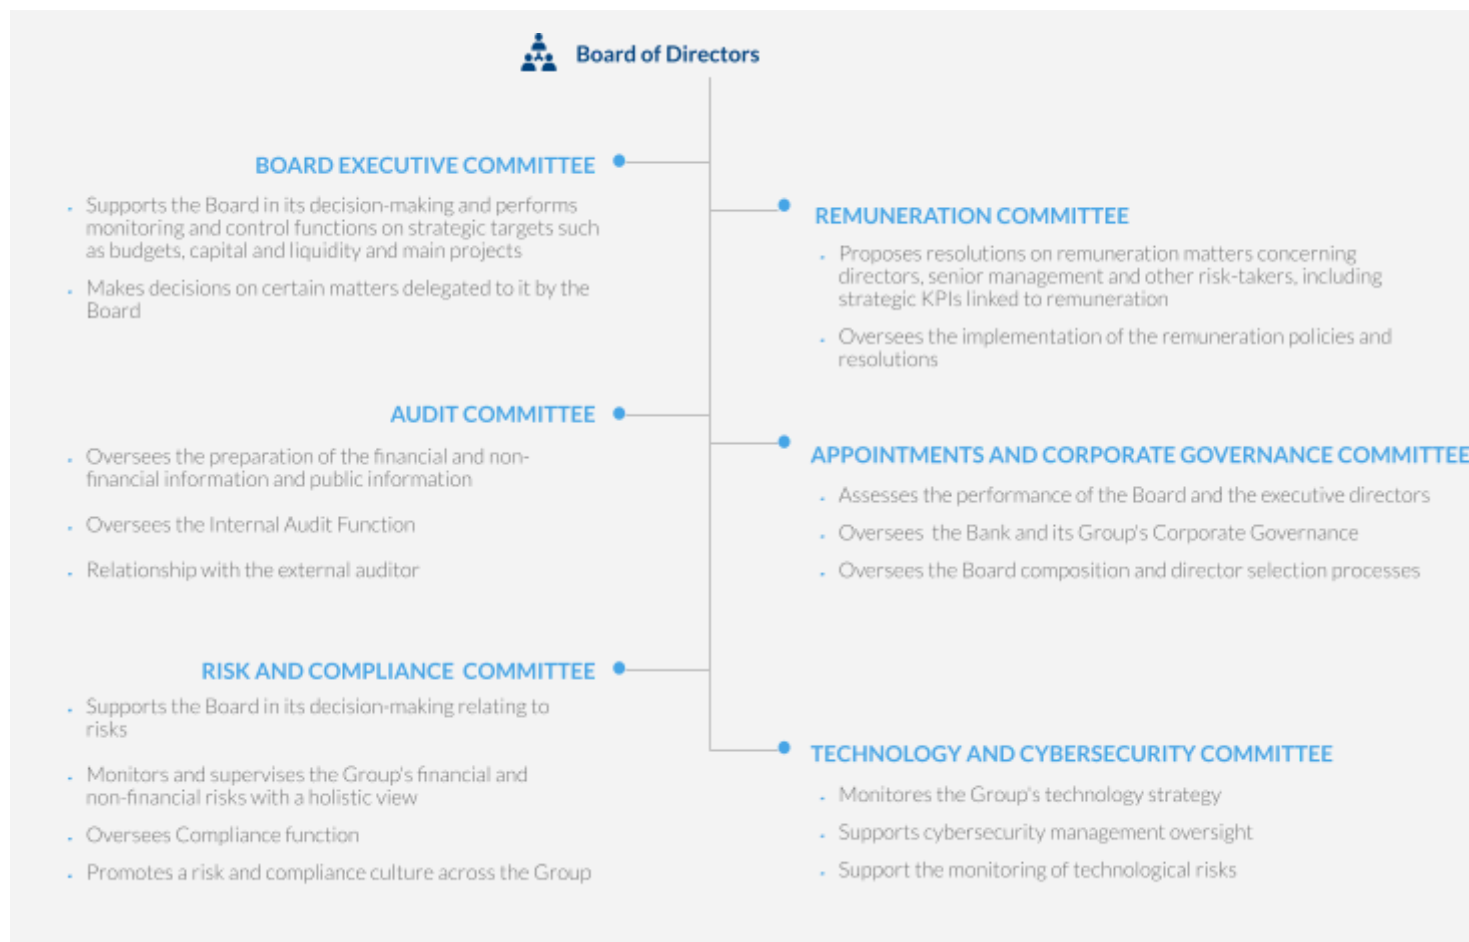 Board of Directors
BOARD EXECUTIVE COMMITTEE
Supports the Board in its decision-making and performs
monitoring and control functions on strategic targets such
as budgets, capital and liquidity and main projects
Makes decisions on certain matters delegated to it by the
Board
REMUNERATION COMMITTEE
Proposes resolutions on remuneration matters concerning
directors, senior management and other risk-takers, including
strategic KPIs linked to remuneration
Oversees the implementation of the remuneration policies and
resolutions
AUDIT COMMITTEE
Oversees the preparation of the financial and non-
financial information and public information
Oversees the Internal Audit Function
Relationship with the external auditor
APPOINTMENTS AND CORPORATE GOVERNANCE COMMITTEE
Assesses the performance of the Board and the executive directors
Oversees the Bank and its Group's Corporate Governance
Oversees the Board composition and director selection processes
RISK AND COMPLIANCE COMMITTEE
Supports the Board in its decision-making relating to
risks
Monitors and supervises the Group's financial and
non-financial risks with a holistic view
Oversees Compliance function
Promotes a risk and compliance culture across the Group
TECHNOLOGY AND CYBERSECURITY COMMITTEE
Monitores the Group's technology strategy
Supports cybersecurity management oversight
Support the monitoring of technological risks